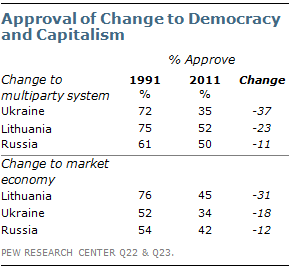 Approval of Change to Democracy
and Capitalism
% Approve
Change to 1991 2011 Change
multiparty system % %
Ukraine 72 35 -37
Lithuania 75 52 -23
Russia 61 50 -11
Change to market
economy
Lithuania 76 45 -31
Ukraine 52 34 -18
Russia 54 42 -12
PEW RESEARCH CENTER Q22 & Q23.